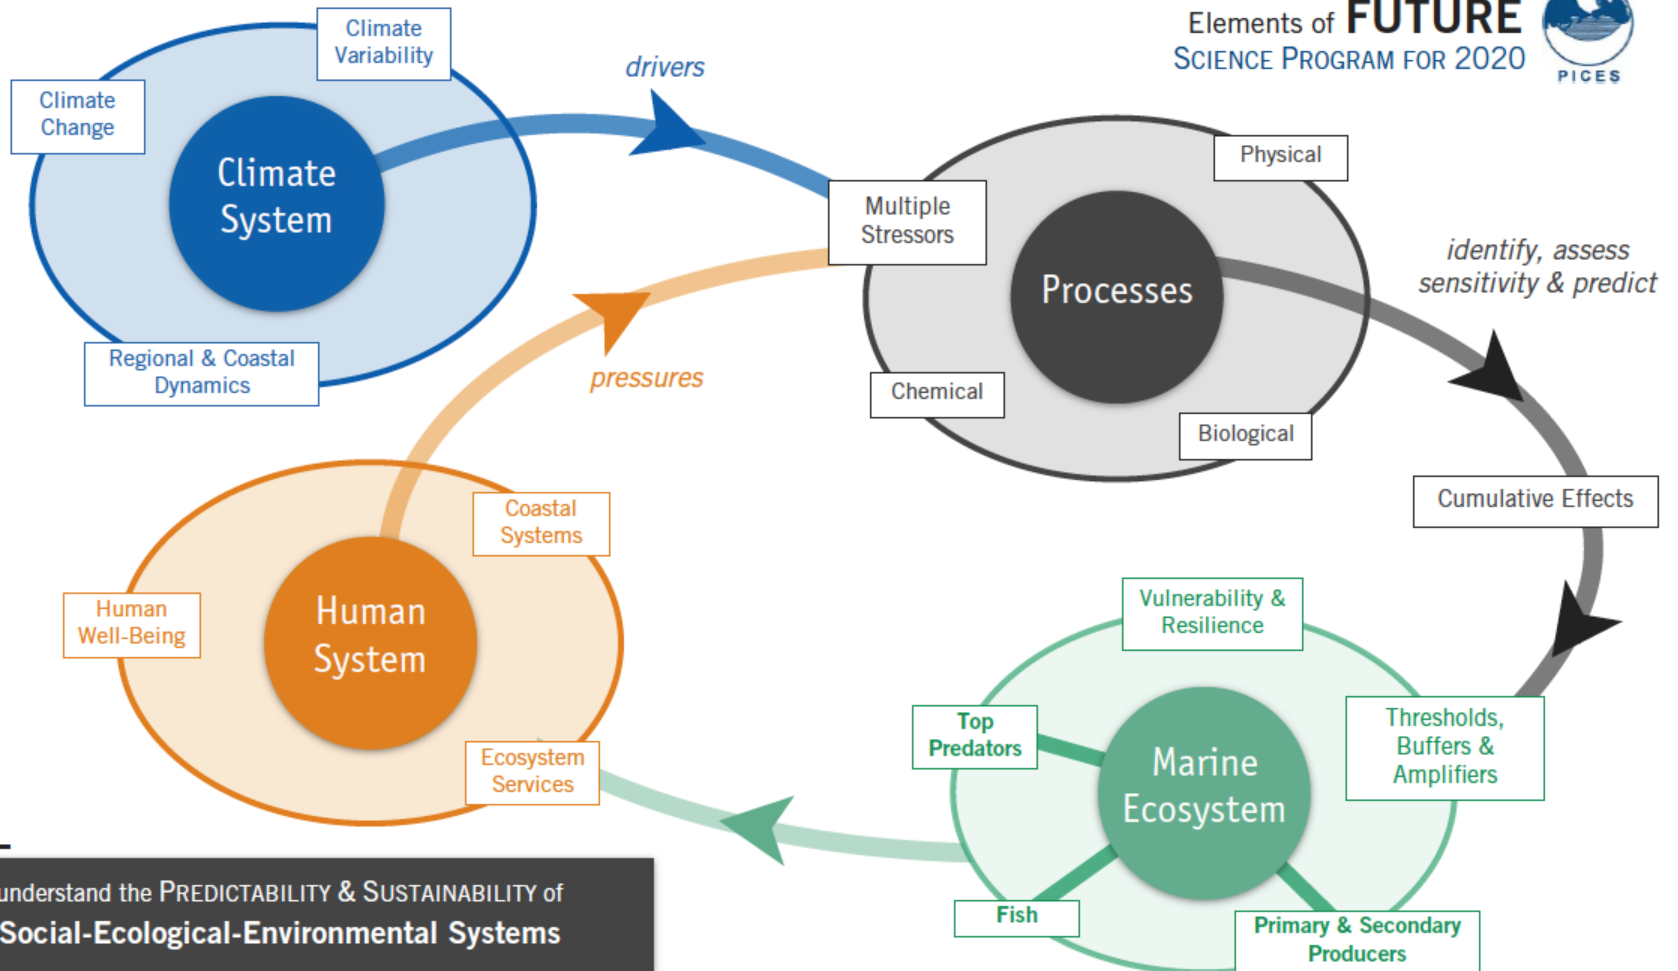 Elements of FUTURE
SCIENCE PROGRAM FOR 2020
PICES
Climate
Variability
Climate
Change
Climate
System
Regional & Coastal
Dynamics
drivers
pressures
Multiple
Stressors
Physical
Processes
Chemical
Biological
identify, assess
sensitivity & predict
Cumulative Effects
Coastal
Systems
Human
Well-Being
Human
System
Ecosystem
Services
Vulnerability &
Resilience
Top
Predators
Thresholds,
Buffers &
Amplifiers
Marine
Ecosystem
Fish
Primary & Secondary
Producers
understand the PREDICTABILITY & SUSTAINABILITY of
Social-Ecological-Environmental Systems